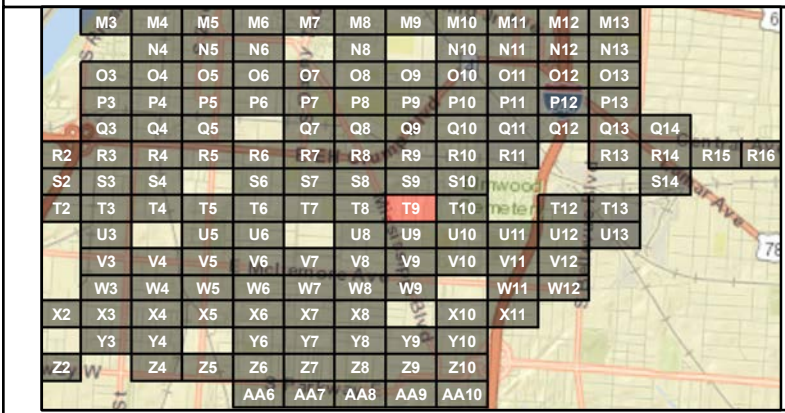 M3 M4 M5 M6 M7 M8 M9 M10 M11 M12 M13
N4 N5 N6 N8 N10 N11 N12 N13
O3 O4 O5 O6 O7 O8 O9 O10 O11 O12 O13
P3 P4 P5 P6 P7 P8 P9 P10 P11 P12 P13
Q3 Q4 Q5 Q7 Q8 Q9 Q10 Q11 Q12 Q13 Q14
R2 R3 R4 R5 R6 R7 R8 R9 R10 R11 R13 R14 R15 R16
S2 S3 S4 S6 S7 S8 S9 S10 S14
T2 T3 T4 T5 T6 T7 T8 T9 T10 T12 T13
U3 U5 U6 U8 U9 U10 U11 U12 U13
V3 V4 V5 V6 V7 V8 V9 V10 V11 V12
W3 W4 W5 W6 W7 W8 W9 W11 W12
X2 X3 X4 X5 X6 X7 X8 X10 X11
Y3 Y4 Y6 Y7 Y8 Y9 Y10
Z2 Z4 Z5 Z6 Z7 Z8 Z9 Z10
AA6 AA7 AA8 AA9 AA10
E McLemore Ave
78